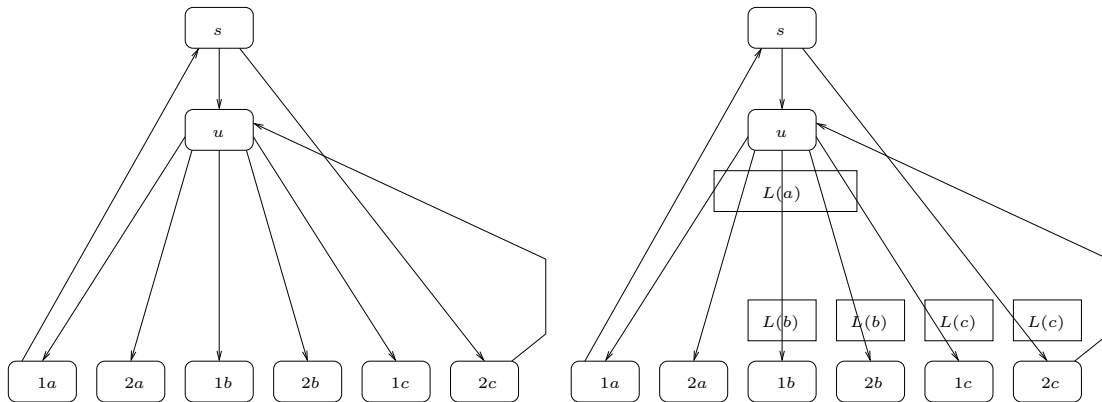 s s
u u
L(a)
L(b) L(b) L(c) L(c)
1a 2a 1b 2b 1c 2c 1a 2a 1b 2b 1c 2c